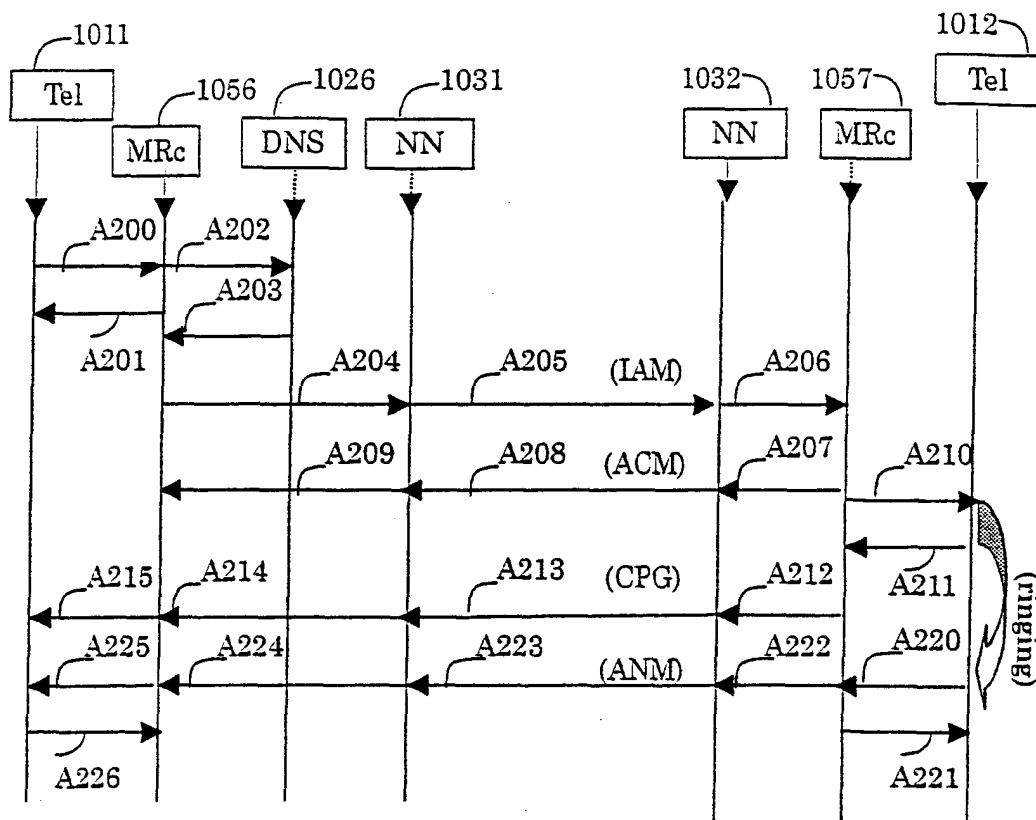 1011
1012
1056
1026
1031
1032
1057
Tel
MRc
DNS
NN
NN
MRc
Tel
A200
A202
A203
A201
A204
A205
(IAM)
A206
A209
A208
(ACM)
A207
A210
A211
A215
A214
A213
(CPG)
A212
(ringing)
A225
A224
A223
(ANM)
A222
A220
A226
A221